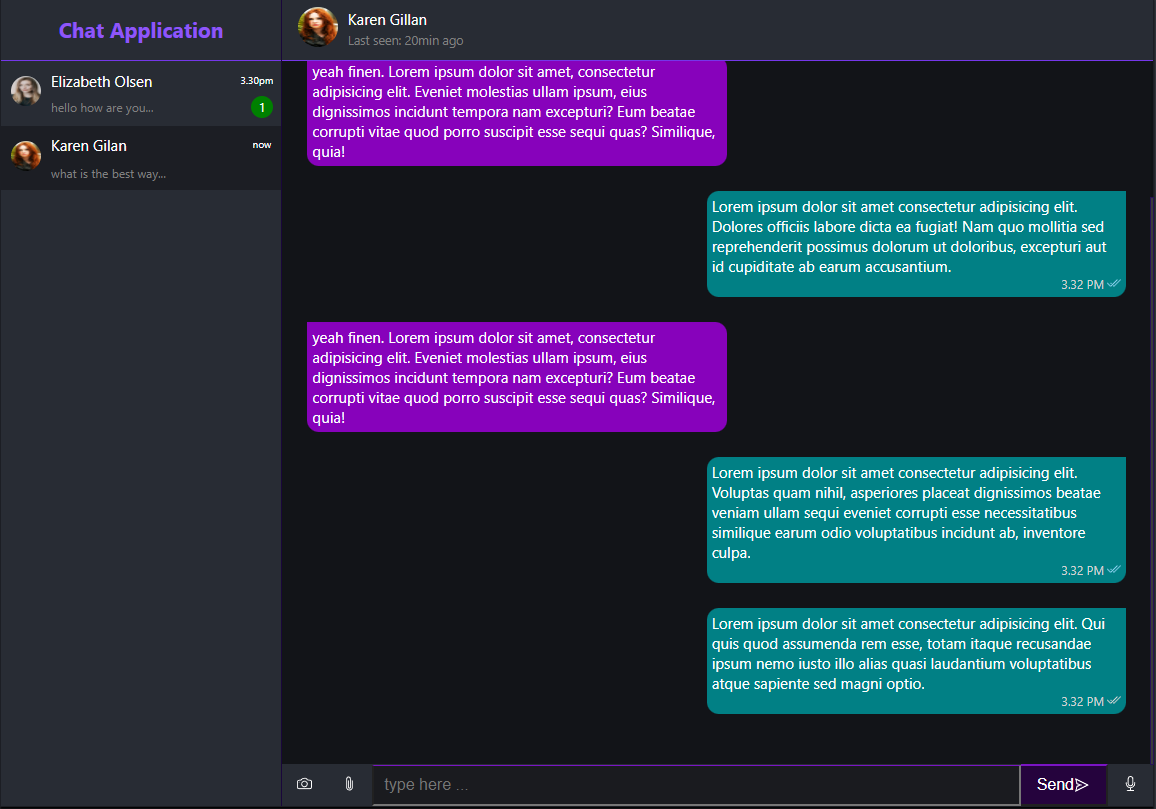 Chat Application
Elizabeth Olsen
3.30pm
hello how are you...
1
Karen Gilan
now
what is the best way...
Karen Gillan
Last seen: 20min ago
yeah finen. Lorem ipsum dolor sit amet, consectetur
adipisicing elit. Eveniet molestias ullam ipsum, eius
dignissimos incidunt tempora nam excepturi? Eum beatae
corrupti vitae quod porro suscipit esse sequi quas? Similique,
quia!
Lorem ipsum dolor sit amet consectetur adipisicing elit.
Dolores officiis labore dicta ea fugiat! Nam quo mollitia sed
reprehenderit possimus dolorum ut doloribus, excepturi aut
id cupiditate ab earum accusantium.
3.32 PM
yeah finen. Lorem ipsum dolor sit amet, consectetur
adipisicing elit. Eveniet molestias ullam ipsum, eius
dignissimos incidunt tempora nam excepturi? Eum beatae
corrupti vitae quod porro suscipit esse sequi quas? Similique,
quia!
Lorem ipsum dolor sit amet consectetur adipisicing elit.
Voluptas quam nihil, asperiores placeat dignissimos beatae
veniam ullam sequi eveniet corrupti esse necessitatibus
similique earum odio voluptatibus incidunt ab, inventore
culpa.
3.32 PM
Lorem ipsum dolor sit amet consectetur adipisicing elit. Qui
quis quod assumenda rem esse, totam itaque recusandae
ipsum nemo iusto illo alias quasi laudantium voluptatibus
atque sapiente sed magni optio.
3.32 PM
type here ...
Send